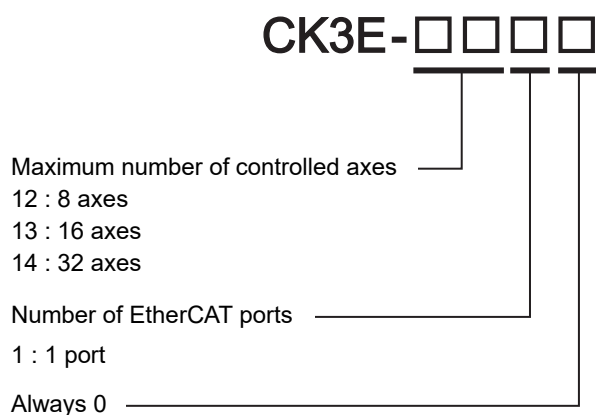 CK3E-□□□□
Maximum number of controlled axes
12 : 8 axes
13 : 16 axes
14 : 32 axes
Number of EtherCAT ports
1 : 1 port
Always 0